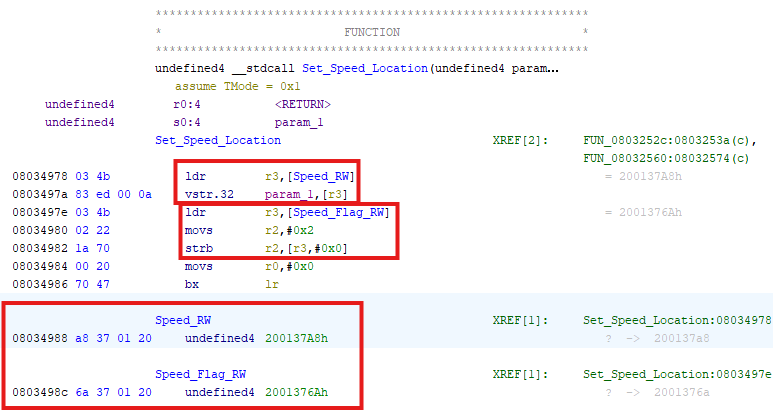 ************************************************************
* FUNCTION *
************************************************************
undefined4 __stdcall Set_Speed_Location(undefined4 param...
assume TMode = 0x1
undefined4 r0:4 <RETURN>
undefined4 s0:4 param_1
Set_Speed_Location XREF[2]: FUN_0803252c:0803253a(c),
FUN_08032560:08032574(c)
08034978 03 4b ldr r3,[Speed_RW] = 200137A8h
0803497a 83 ed 00 0a vstr.32 param_1,[r3]
0803497e 03 4b ldr r3,[Speed_Flag_RW] = 2001376Ah
08034980 02 22 movs r2,#0x2
08034982 1a 70 strb r2,[r3,#0x0]
08034984 00 20 movs r0,#0x0
08034986 70 47 bx lr
Speed_RW XREF[1]: Set_Speed_Location:08034978
08034988 a8 37 01 20 undefined4 200137A8h ? -> 200137a8
Speed_Flag_RW XREF[1]: Set_Speed_Location:0803497e
0803498c 6a 37 01 20 undefined4 2001376Ah ? -> 2001376a